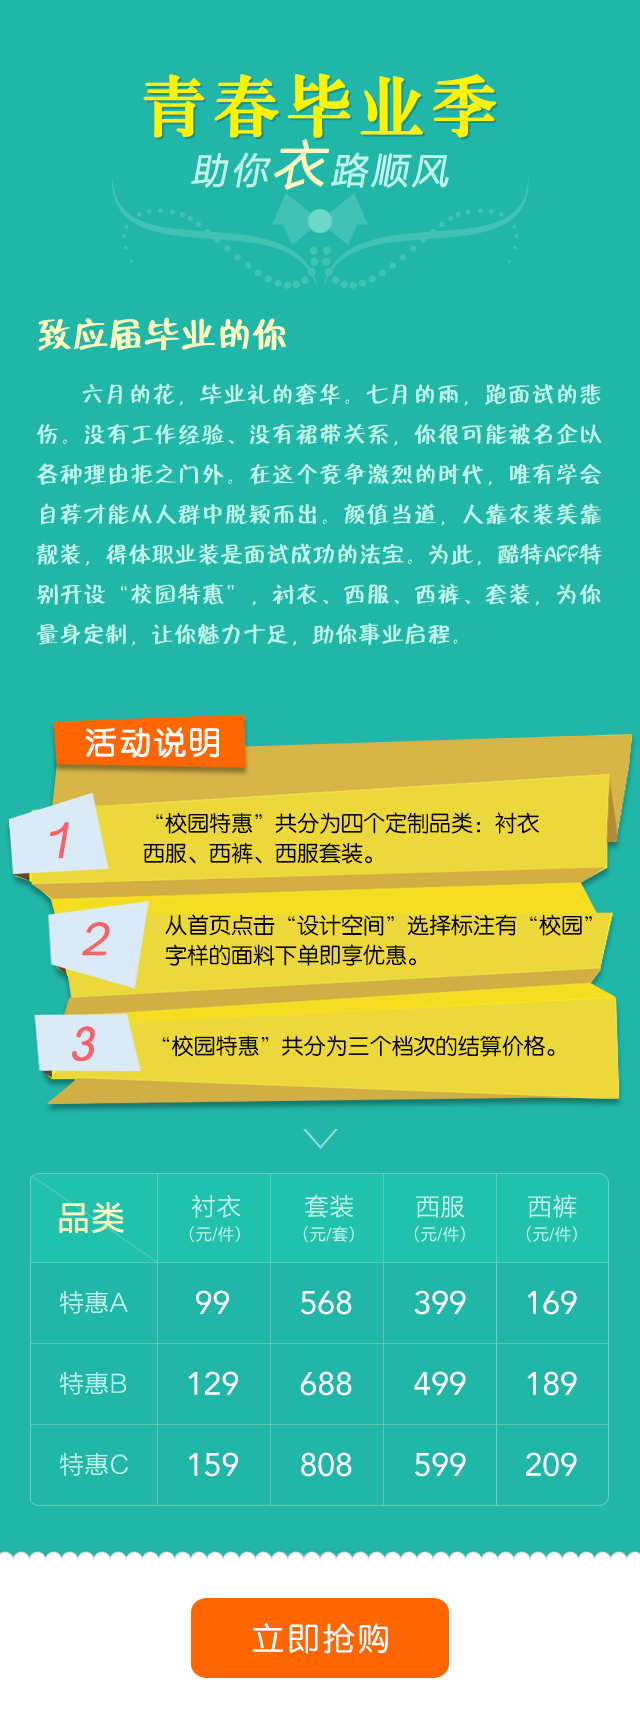 青春毕业季
助你衣路顺风
致应届毕业的你
六月的花，毕业礼的奢华。七月的雨，跑面试的悲
伤。没有工作经验、没有裙带关系，你很可能被名企以
各种理由拒之门外。在这个竞争激烈的时代，唯有学会
自荐才能从人群中脱颖而出。颜值当道，人靠衣装美靠
靓装，得体职业装是面试成功的法宝。为此，酷特APP特
别开设“校园特惠”，衬衣、西服、西裤、套装，为你
量身定制，让你魅力十足，助你事业启程。
活动说明
1
“校园特惠”共分为四个定制品类：衬衣
西服、西裤、西服套装。
2
从首页点击“设计空间”选择标注有“校园”
字样的面料下单即享优惠。
3
“校园特惠”共分为三个档次的结算价格。
品类 衬衣 套装 西服 西裤
（元/件） （元/套） （元/件） （元/件）
特惠A 99 568 399 169
特惠B 129 688 499 189
特惠C 159 808 599 209
立即抢购